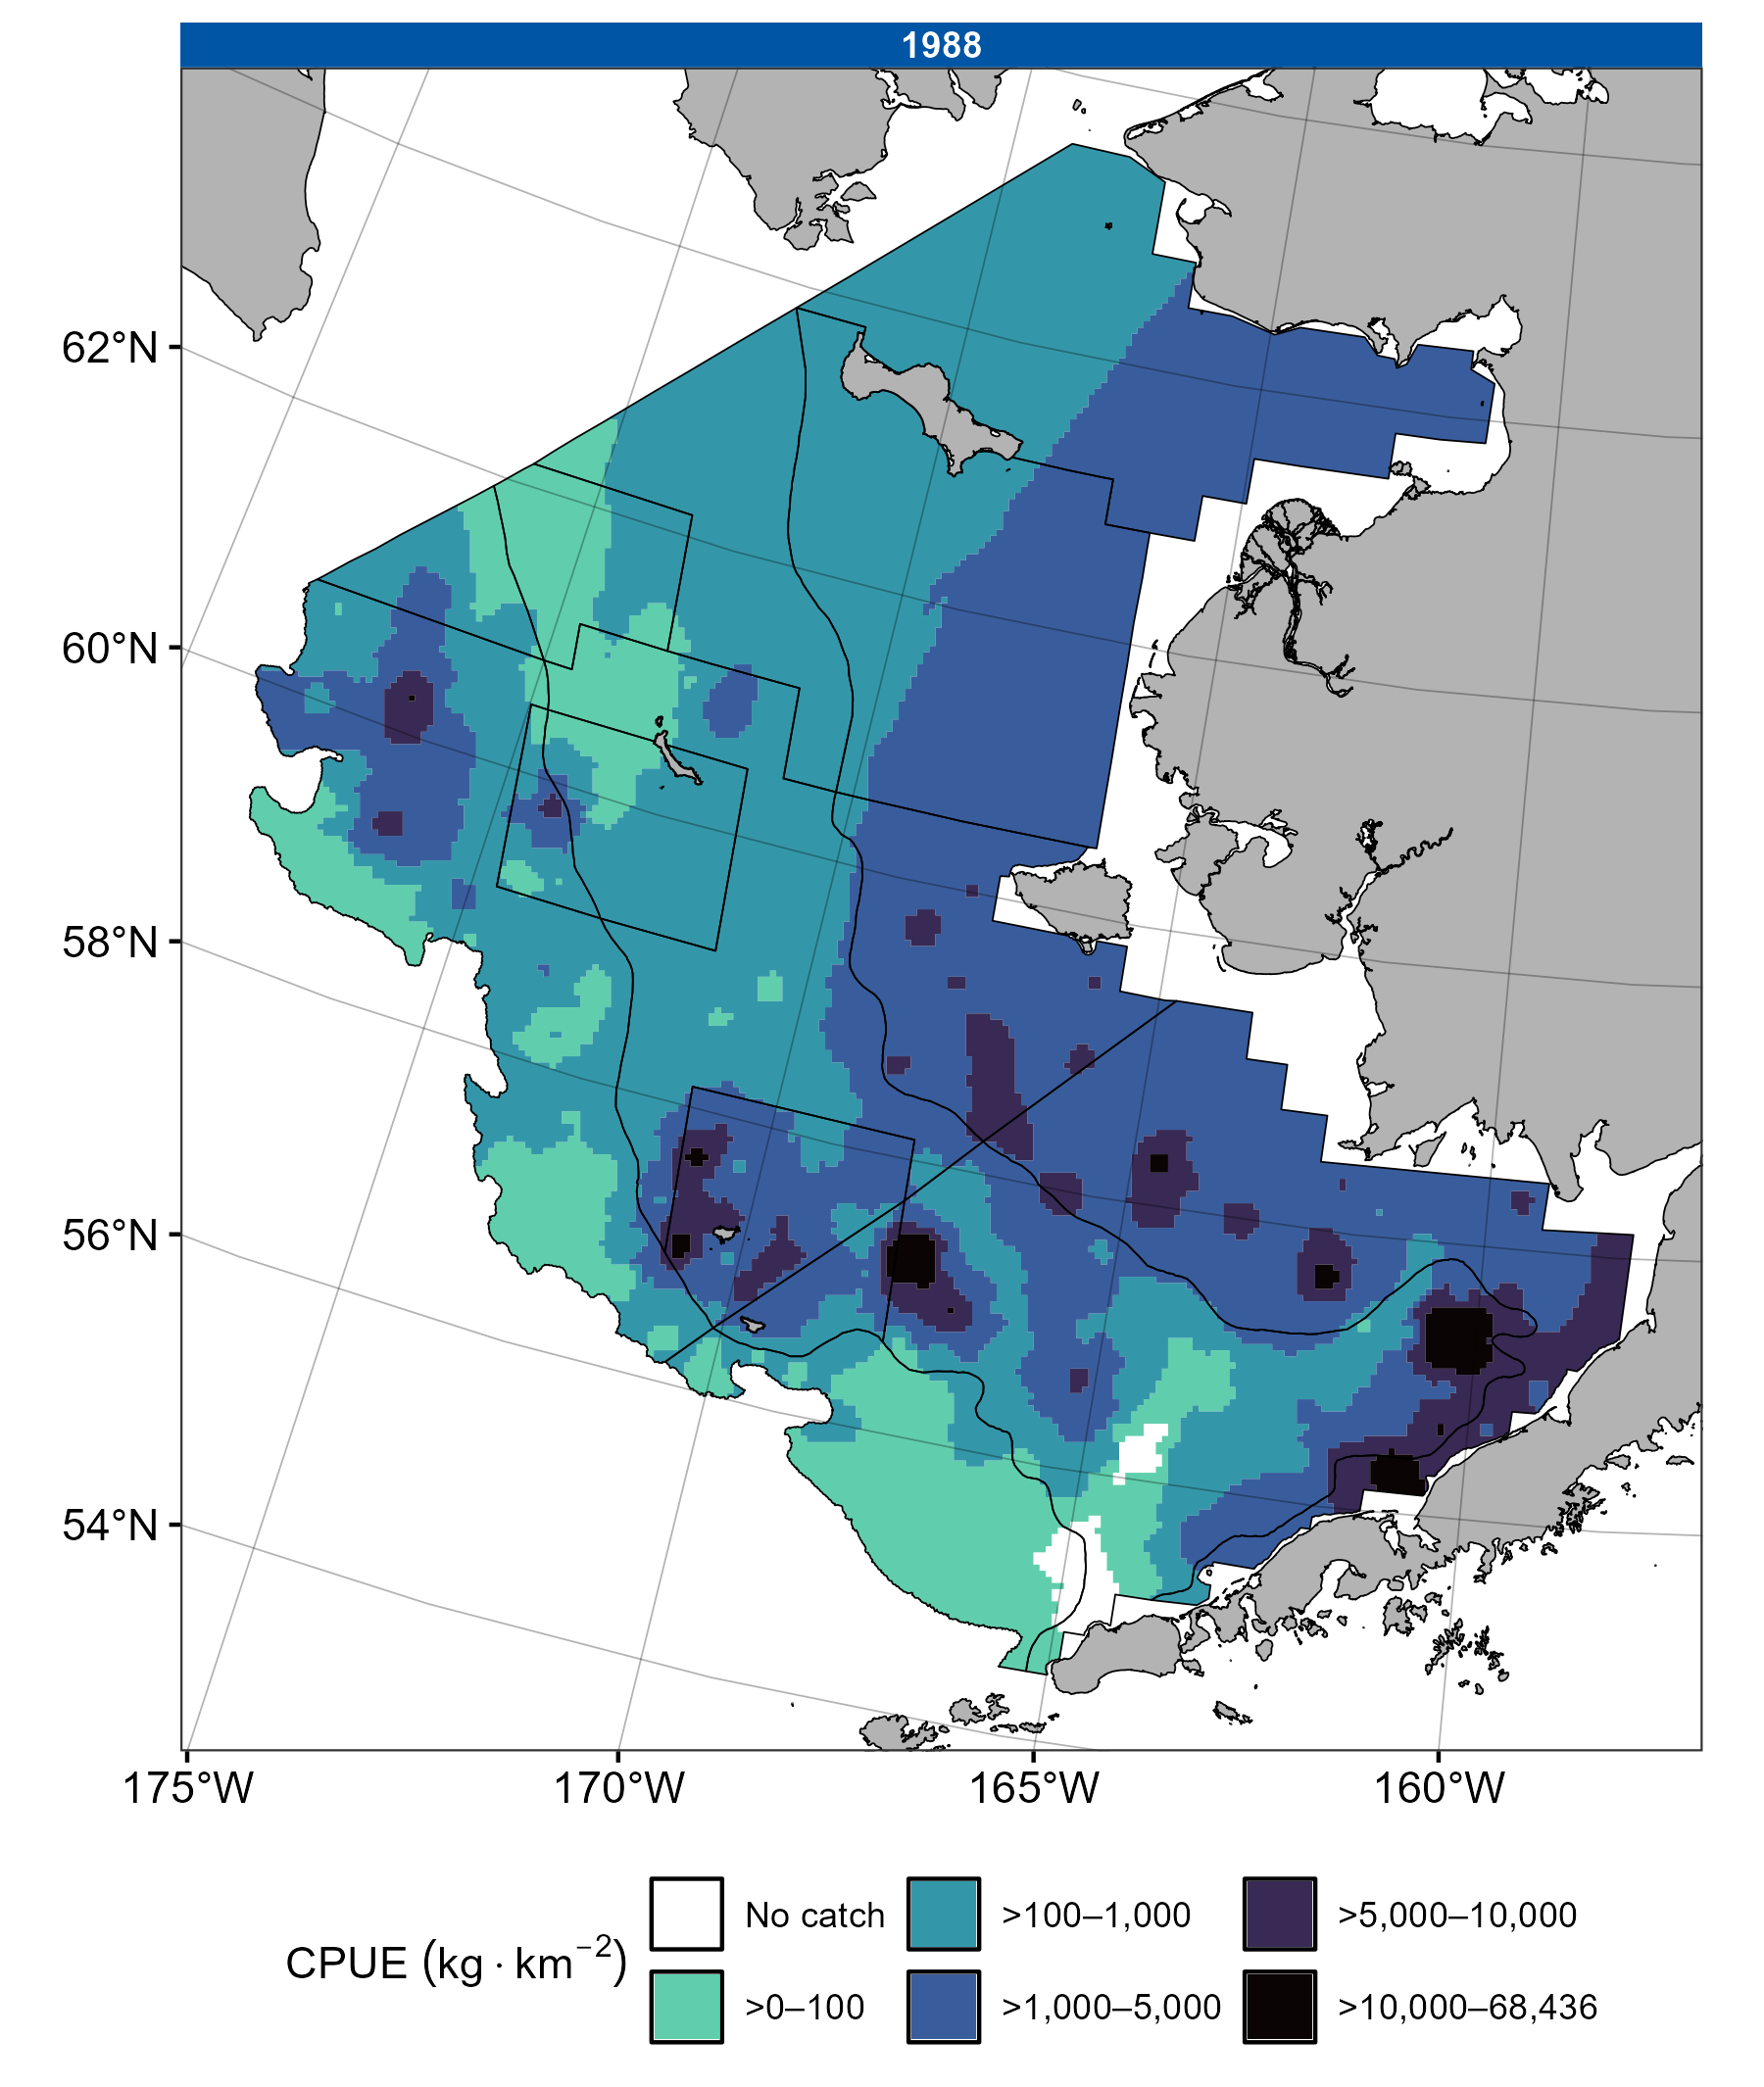 1988
62°N
60°N
58°N
56°N
54°N
175°W 170°W 165°W 160°W
CPUE (kg · km⁻²)
No catch >100–1,000 >5,000–10,000
>0–100 >1,000–5,000 >10,000–68,436